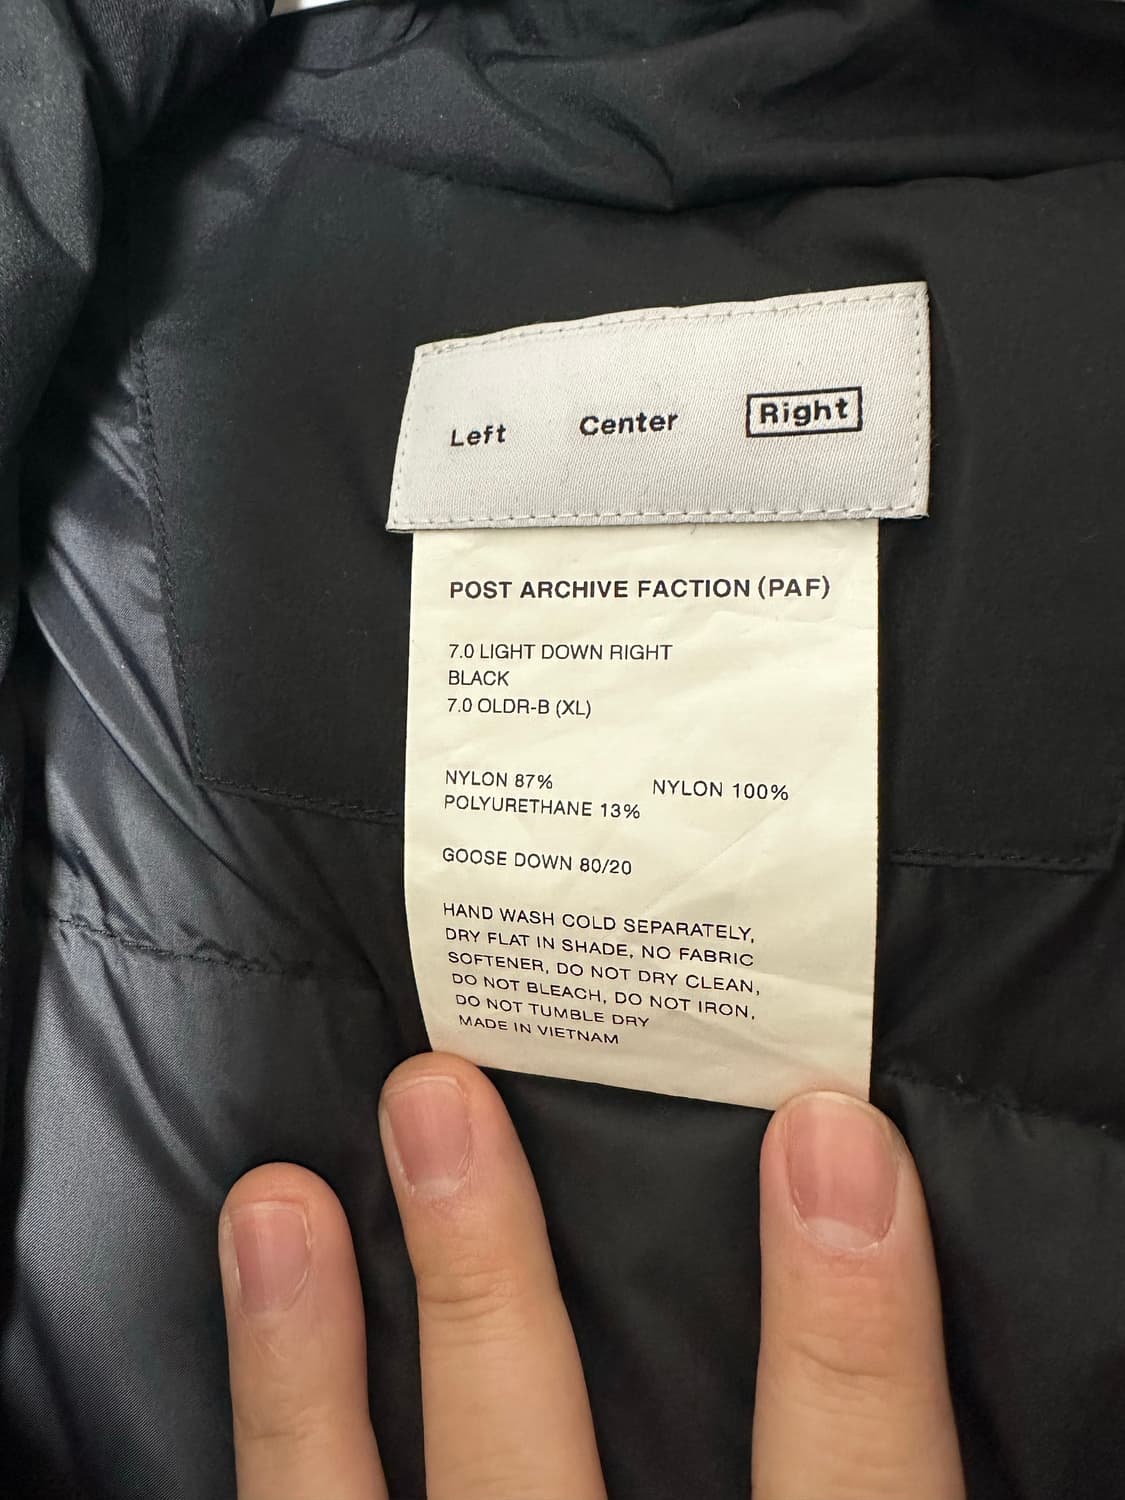 Left Center Right
POST ARCHIVE FACTION (PAF)
7.0 LIGHT DOWN RIGHT
BLACK
7.0 OLDR-B (XL)
NYLON 87% NYLON 100%
POLYURETHANE 13%
GOOSE DOWN 80/20
HAND WASH COLD SEPARATELY,
DRY FLAT IN SHADE, NO FABRIC
SOFTENER, DO NOT DRY CLEAN,
DO NOT BLEACH, DO NOT IRON,
DO NOT TUMBLE DRY
MADE IN VIETNAM